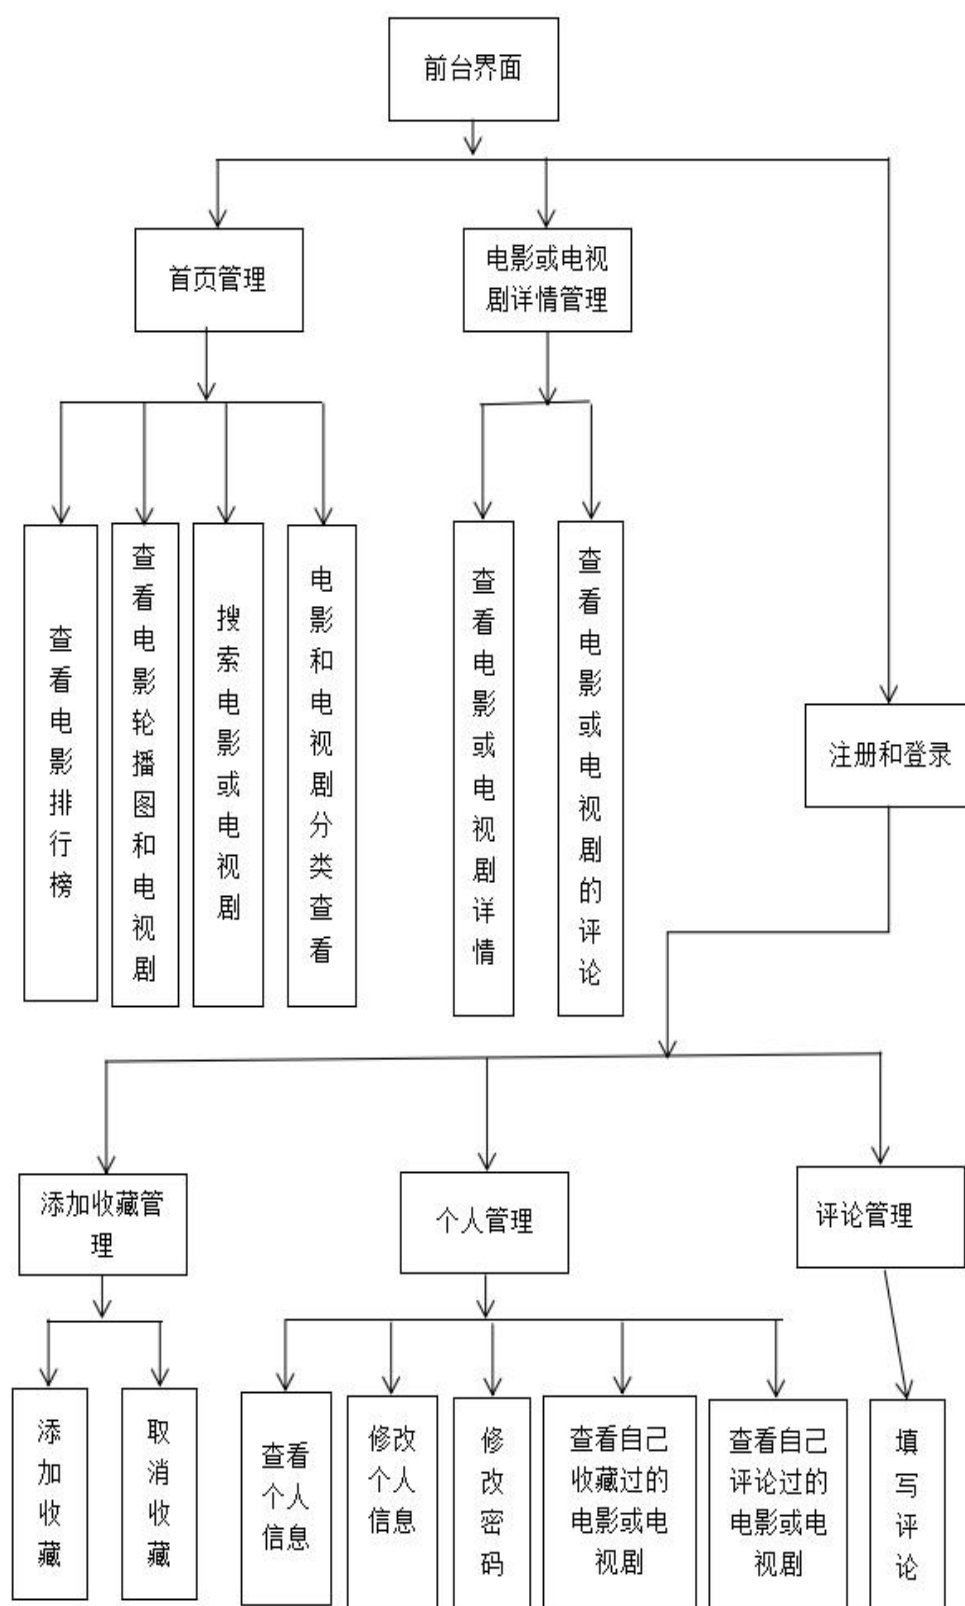 前台界面
首页管理
电影或电视
剧详情管理
查看电影排行榜
查看电影轮播图和电视剧
搜索电影或电视剧
电影和电视剧分类查看
查看电影或电视剧详情
查看电影或电视剧的评论
注册和登录
添加收藏管
理
个人管理
评论管理
添加收藏
取消收藏
查看
个人
信息
修改
个人
信息
修改密码
查看自己
收藏过的
电影或电
视剧
查看自己
评论过的
电影或电
视剧
填写评论